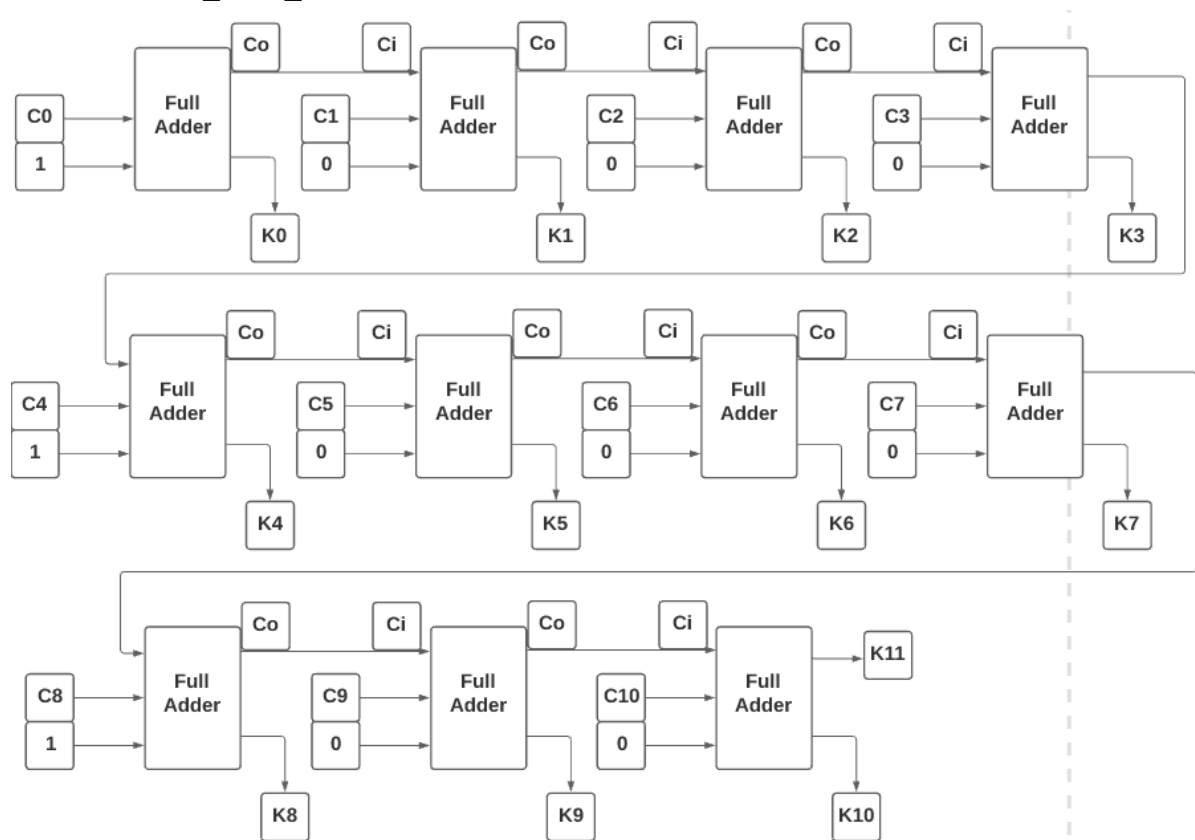 Co Ci Co Ci Co Ci
Full Adder Full Adder Full Adder Full Adder
C0 C1 C2 C3
1 0 0 0
K0 K1 K2 K3
Co Ci Co Ci Co Ci
Full Adder Full Adder Full Adder Full Adder
C4 C5 C6 C7
1 0 0 0
K4 K5 K6 K7
Co Ci Co Ci
Full Adder Full Adder Full Adder
K11
C8 C9 C10
1 0 0
K8 K9 K10